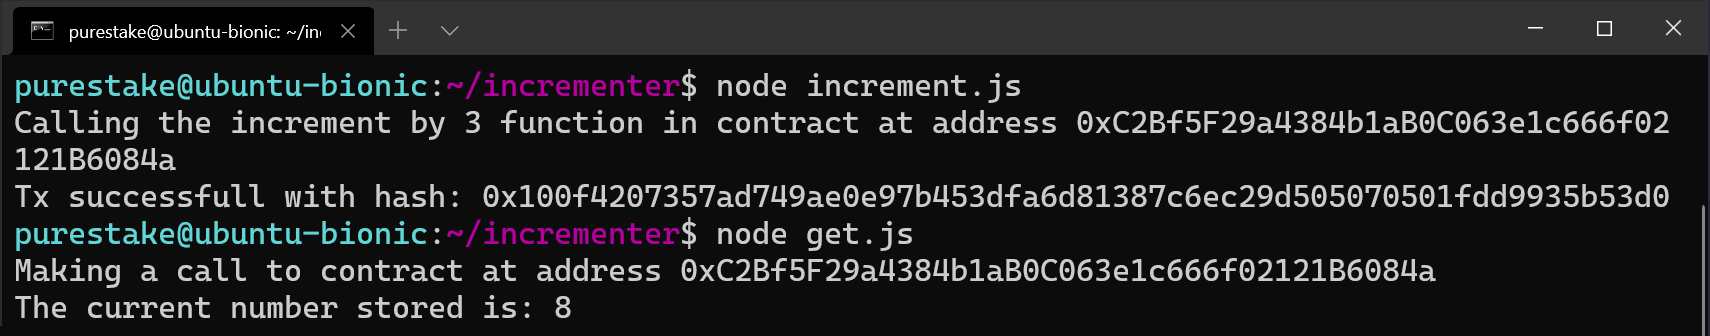 purestake@ubuntu-bionic: ~/in
purestake@ubuntu-bionic:~/incrementer$ node increment.js
Calling the increment by 3 function in contract at address 0xC2Bf5F29a4384b1aB0C063e1c666f02
121B6084a
Tx successfull with hash: 0x100f4207357ad749ae0e97b453dfa6d81387c6ec29d505070501fdd9935b53d0
purestake@ubuntu-bionic:~/incrementer$ node get.js
Making a call to contract at address 0xC2Bf5F29a4384b1aB0C063e1c666f02121B6084a
The current number stored is: 8